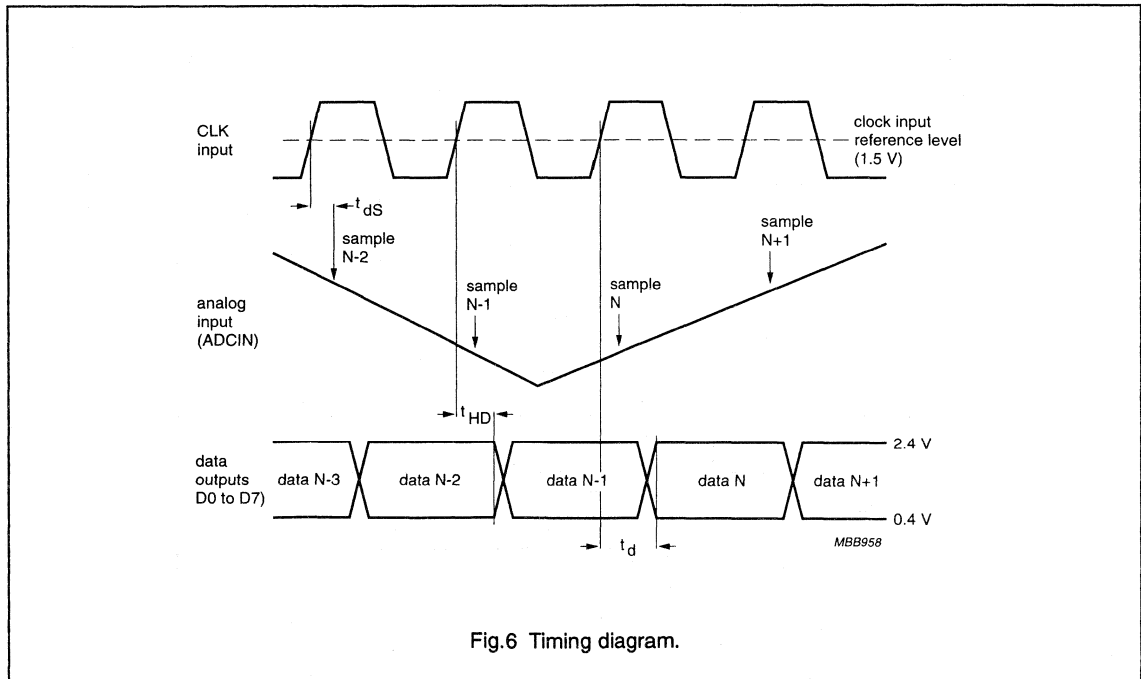 CLK
input
clock input
reference level
(1.5 V)
t dS
sample
N-2
sample
N-1
sample
N
sample
N+1
analog
input
(ADCIN)
t HD
data
outputs
D0 to D7)
data N-3
data N-2
data N-1
data N
data N+1
2.4 V
0.4 V
t d
MBB958
Fig.6 Timing diagram.